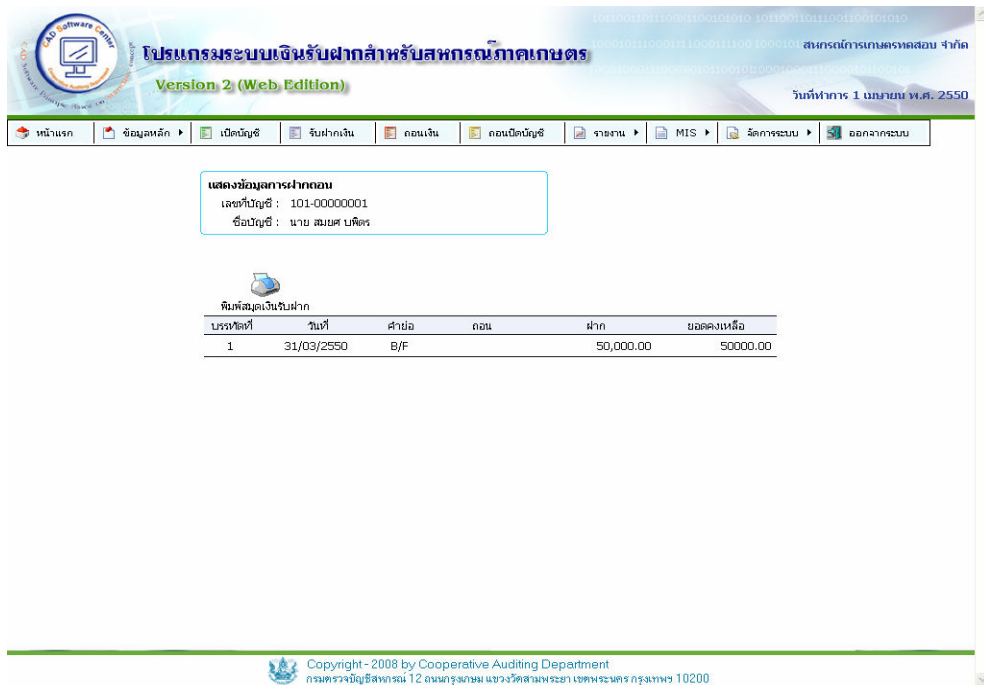 CAD Software Center
โปรแกรมระบบเงินรับฝากสำหรับสหกรณ์ภาคเกษตร
Version 2 (Web Edition)
สหกรณ์การเกษตรทดสอบ จำกัด
วันที่ทำการ 1 เมษายน พ.ศ. 2550
หน้าแรก ข้อมูลหลัก เปิดบัญชี รับฝากเงิน ถอนเงิน ถอนปิดบัญชี รายงาน MIS จัดการระบบ ออกจากระบบ
แสดงข้อมูลการฝากถอน
เลขที่บัญชี : 101-00000001
ชื่อบัญชี : นาย สมยศ บพิตร
พิมพ์สมุดเงินรับฝาก
บรรทัดที่ วันที่ คำย่อ ถอน ฝาก ยอดคงเหลือ
1 31/03/2550 B/F 50,000.00 50000.00
Copyright - 2008 by Cooperative Auditing Department
กรมตรวจบัญชีสหกรณ์ 12 ถนนกรุงเกษม แขวงวัดสามพระยา เขตพระนคร กรุงเทพฯ 10200